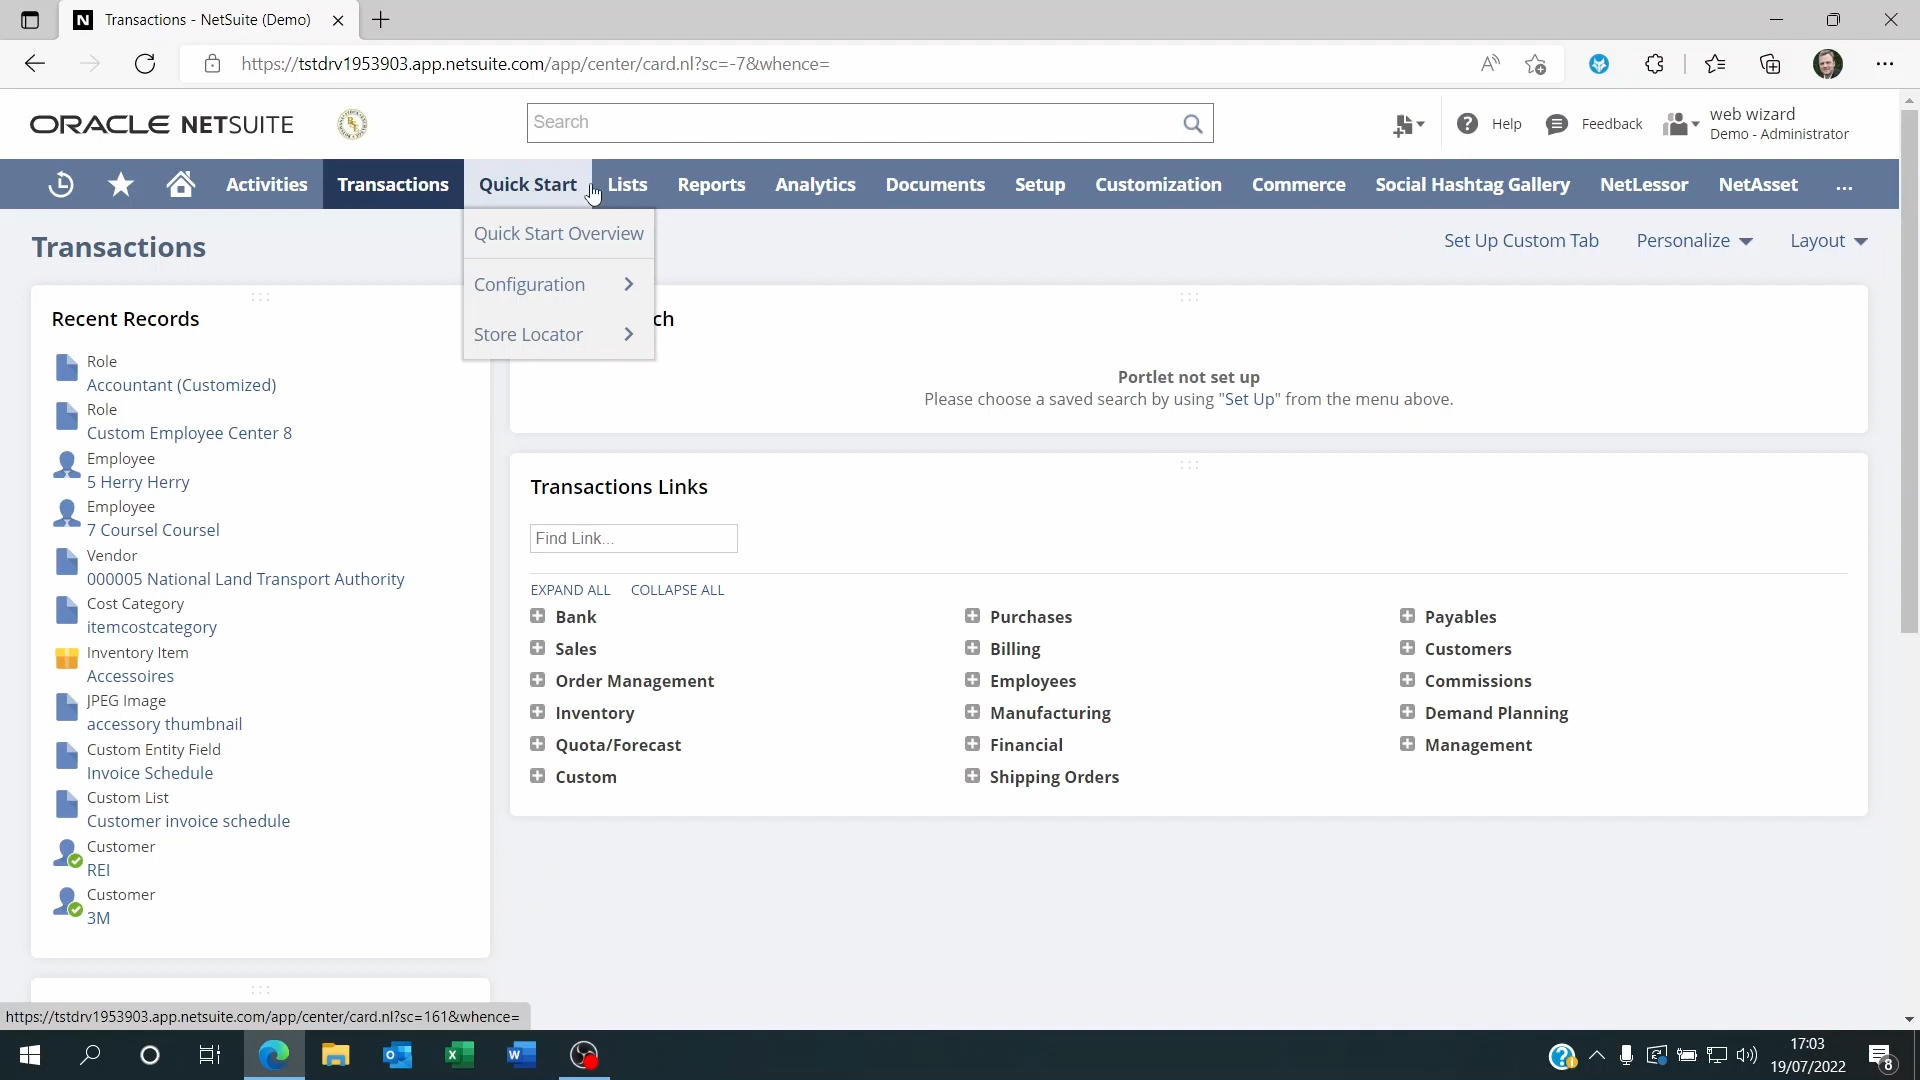 Transactions - NetSuite (Demo)
https://tstdrv1953903.app.netsuite.com/app/center/card.nl?sc=-7&whence=
ORACLE NETSUITE
Search
Help
Feedback
web wizard
Demo - Administrator
Activities
Transactions
Quick Start
Lists
Reports
Analytics
Documents
Setup
Customization
Commerce
Social Hashtag Gallery
NetLessor
NetAsset
...
Quick Start Overview
Configuration
Store Locator
Transactions
Set Up Custom Tab
Personalize
Layout
Recent Records
Role
Accountant (Customized)
Role
Custom Employee Center 8
Employee
5 Herry Herry
Employee
7 Coursel Coursel
Vendor
000005 National Land Transport Authority
Cost Category
itemcostcategory
Inventory Item
Accessoires
JPEG Image
accessory thumbnail
Custom Entity Field
Invoice Schedule
Custom List
Customer invoice schedule
Customer
REI
Customer
3M
ch
Portlet not set up
Please choose a saved search by using "Set Up" from the menu above.
Transactions Links
Find Link...
EXPAND ALL COLLAPSE ALL
Bank
Purchases
Payables
Sales
Billing
Customers
Order Management
Employees
Commissions
Inventory
Manufacturing
Demand Planning
Quota/Forecast
Financial
Management
Custom
Shipping Orders
https://tstdrv1953903.app.netsuite.com/app/center/card.nl?sc=161&whence=
17:03
19/07/2022
8